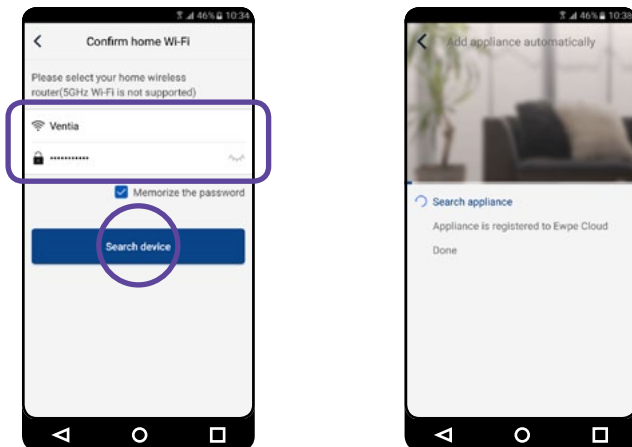 46% 10:34
Confirm home Wi-Fi
Please select your home wireless
router(5GHz Wi-Fi is not supported)
Ventia
•••••••••••
Memorize the password
Search device
46% 10:38
Add appliance automatically
Search appliance
Appliance is registered to Ewpe Cloud
Done